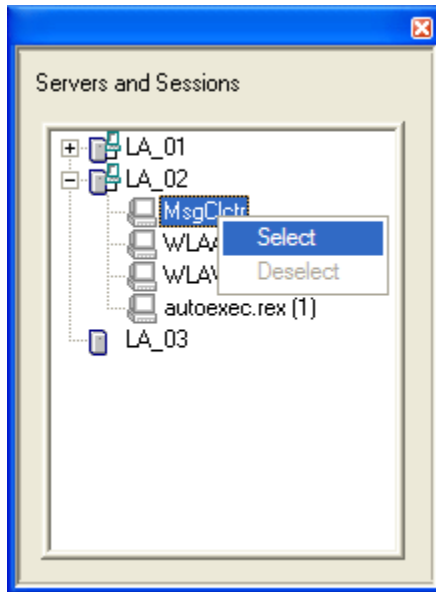 Servers and Sessions
LA_01
LA_02
MsgClctr
Select
Deselect
autoexec.rex (1)
LA_03